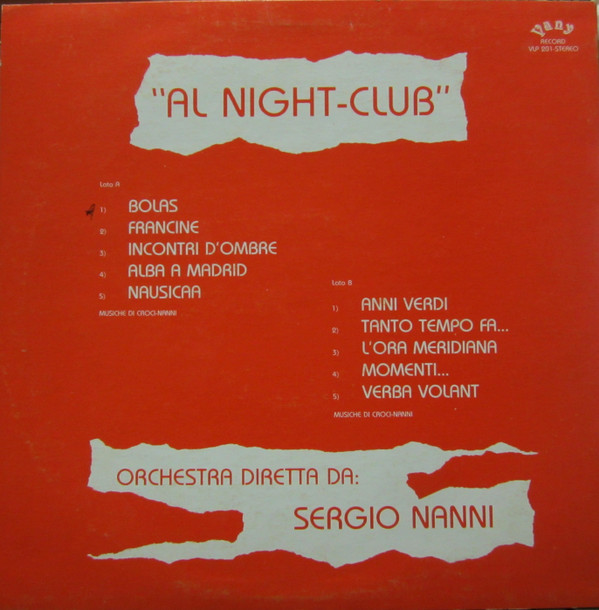 Yany
RECORD
VLF 201-STEREO
"AL NIGHT-CLUB"
Lato A
1) BOLAS
2) FRANCINE
3) INCONTRI D'OMBRE
4) ALBA A MADRID
5) NAUSICAA
MUSICHE DI CROCI-NANNI
Lato B
1) ANNI VERDI
2) TANTO TEMPO FA...
3) L'ORA MERIDIANA
4) MOMENTI...
5) VERBA VOLANT
MUSICHE DI CROCI-NANNI
ORCHESTRA DIRETTA DA:
SERGIO NANNI